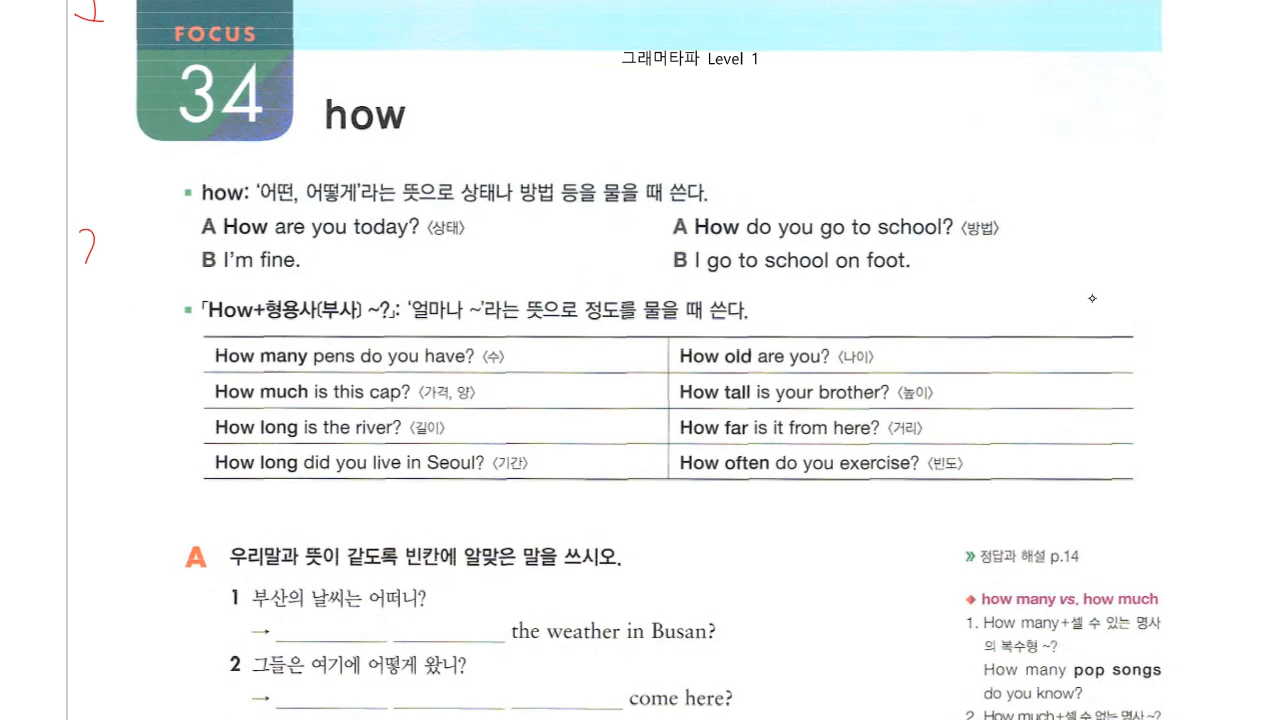 FOCUS
그래머타파 Level 1
34 how
how: ‘어떤, 어떻게’라는 뜻으로 상태나 방법 등을 물을 때 쓴다.
A How are you today? 〈상태〉
B I'm fine.
A How do you go to school? 〈방법〉
B I go to school on foot.
「How+형용사(부사) ~?」: ‘얼마나 ~’라는 뜻으로 정도를 물을 때 쓴다.
How many pens do you have? 〈수〉
How old are you? 〈나이〉
How much is this cap? 〈가격, 양〉
How tall is your brother? 〈높이〉
How long is the river? 〈길이〉
How far is it from here? 〈거리〉
How long did you live in Seoul? 〈기간〉
How often do you exercise? 〈빈도〉
A 우리말과 뜻이 같도록 빈칸에 알맞은 말을 쓰시오.
1 부산의 날씨는 어떠니?
→ the weather in Busan?
2 그들은 여기에 어떻게 왔니?
→ come here?
» 정답과 해설 p.14
how many vs. how much
1. How many+셀 수 있는 명사
의 복수형 ~?
How many pop songs
do you know?
2. How much+셀 수 없는 명사 ~?